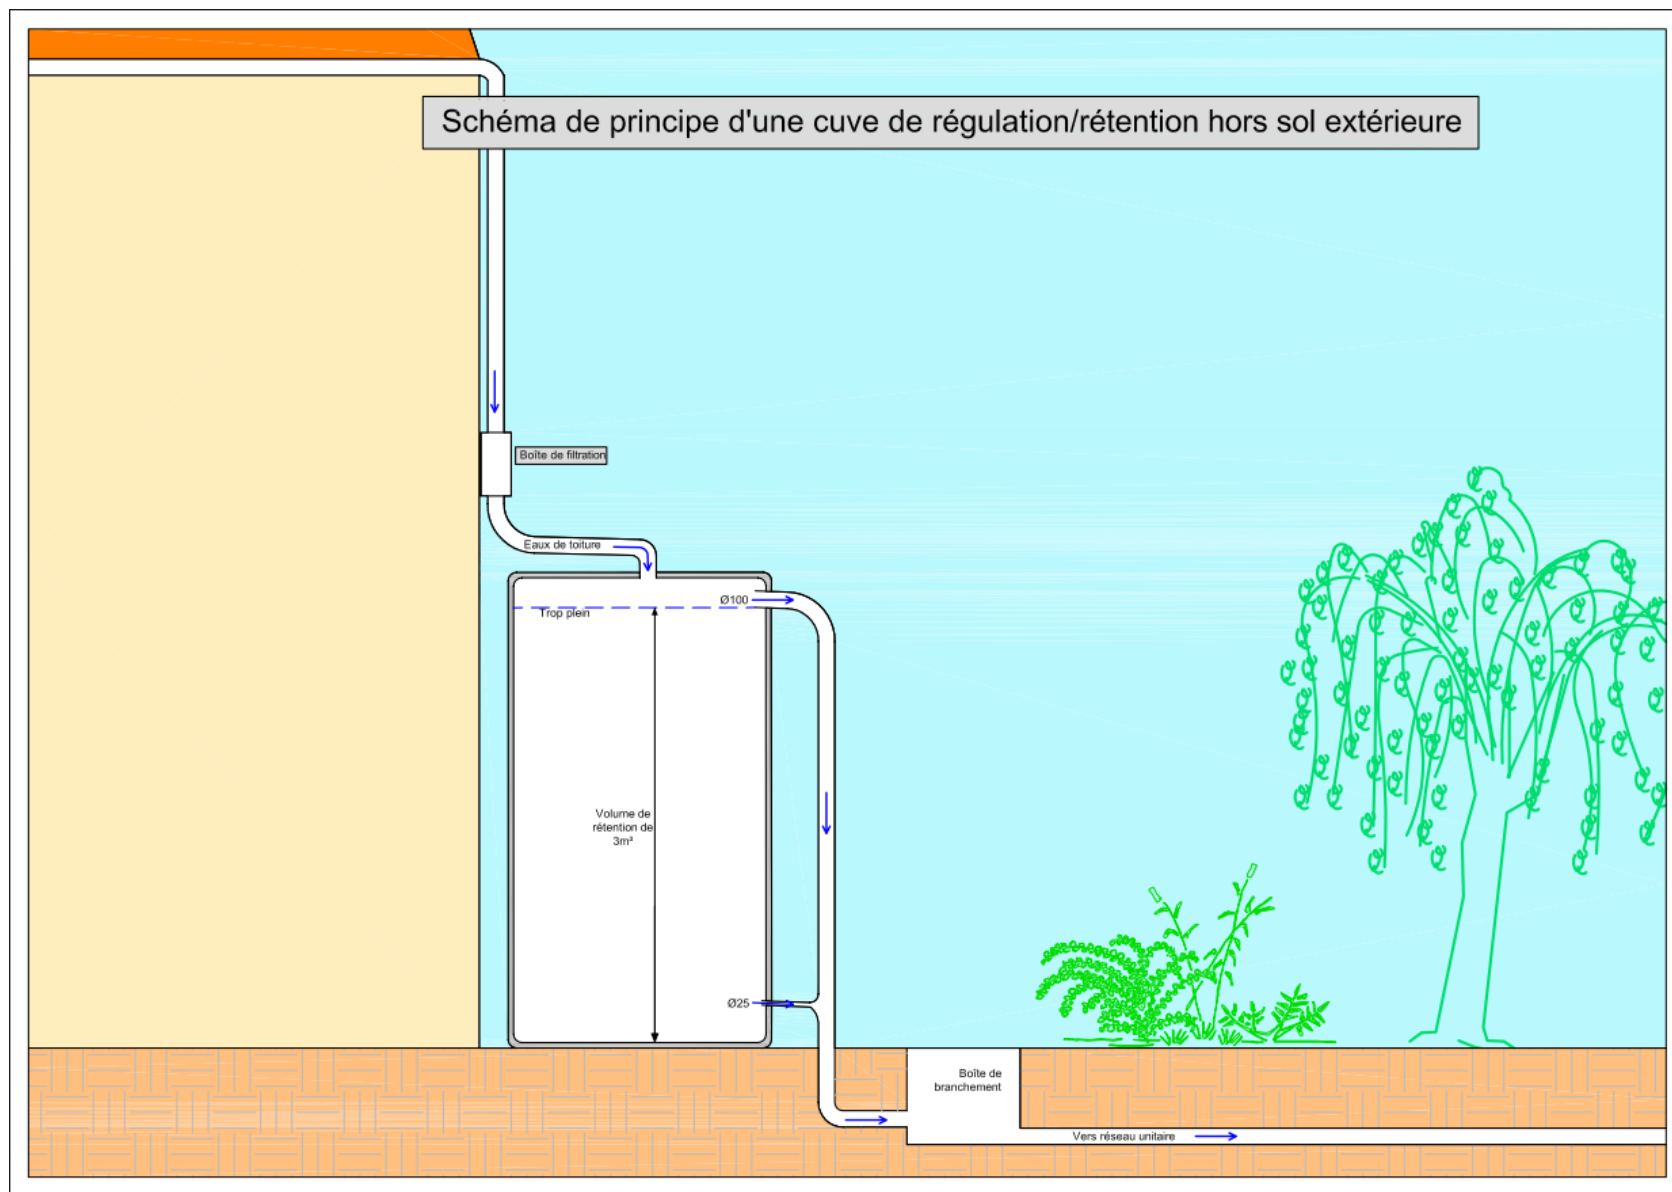 Schéma de principe d'une cuve de régulation/rétention hors sol extérieure
Boîte de filtration
Eaux de toiture
Ø100
Trop plein
Volume de
rétention de
3m³
Ø25
Boîte de
branchement
Vers réseau unitaire